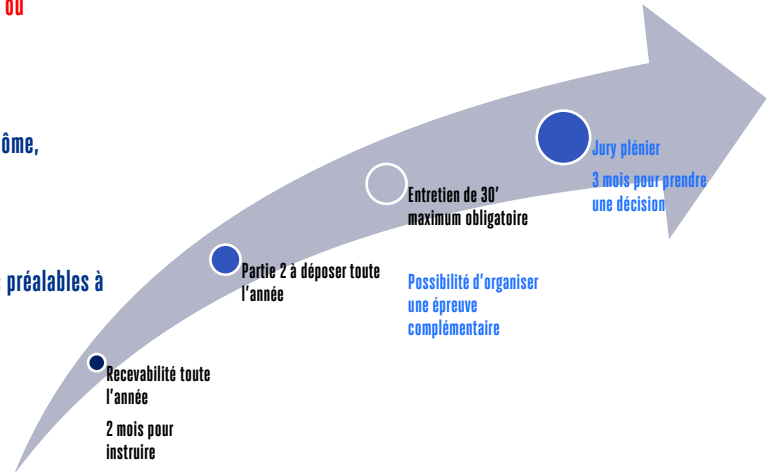 ou
ôme,
préalables à
Recevabilité toute
l’année
2 mois pour
instruire
Partie 2 à déposer toute
l’année
Entretien de 30’
maximum obligatoire
Possibilité d’organiser
une épreuve
complémentaire
Jury plénier
3 mois pour prendre
une décision